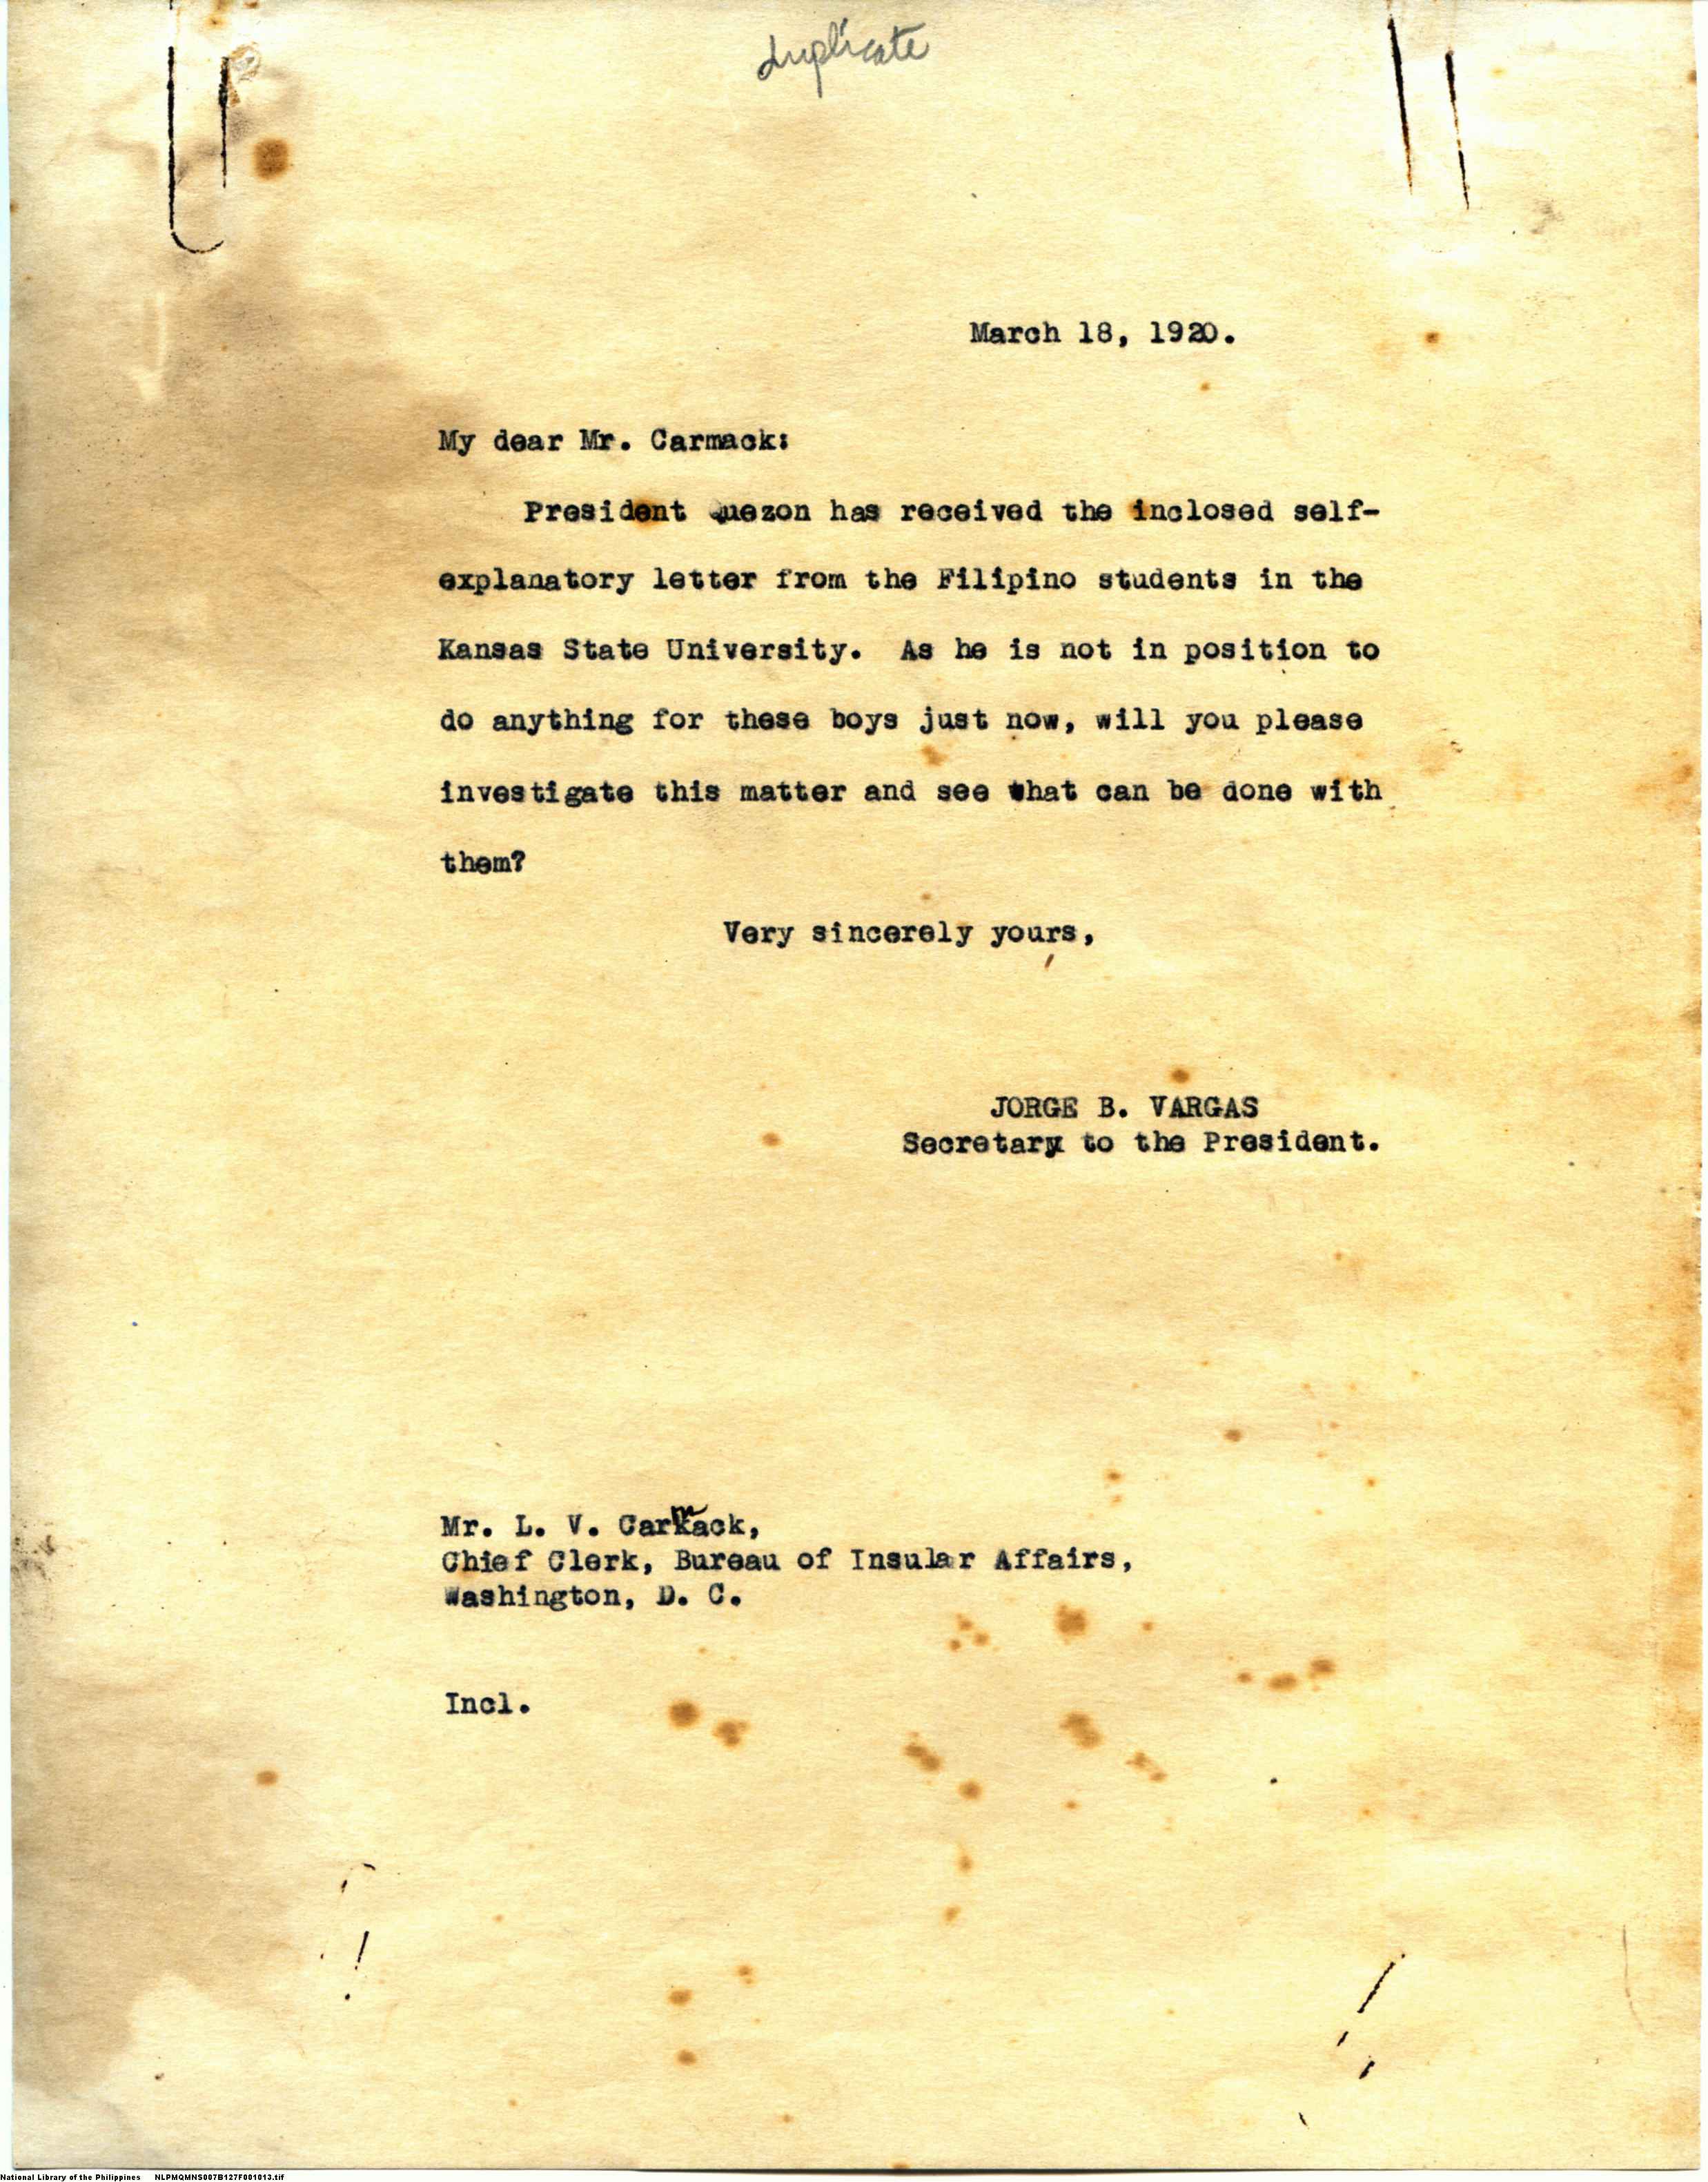 duplicate
March 18, 1920.
My dear Mr. Carmack:
President Quezon has received the inclosed self-
explanatory letter from the Filipino students in the
Kansas State University. As he is not in position to
do anything for these boys just now, will you please
investigate this matter and see what can be done with
them?
Very sincerely yours,
JORGE B. VARGAS
Secretary to the President.
Mr. L. V. Carmack,
Chief Clerk, Bureau of Insular Affairs,
Washington, D. C.
Incl.
National Library of the Philippines NLPMQMNS007B127F001013.tif